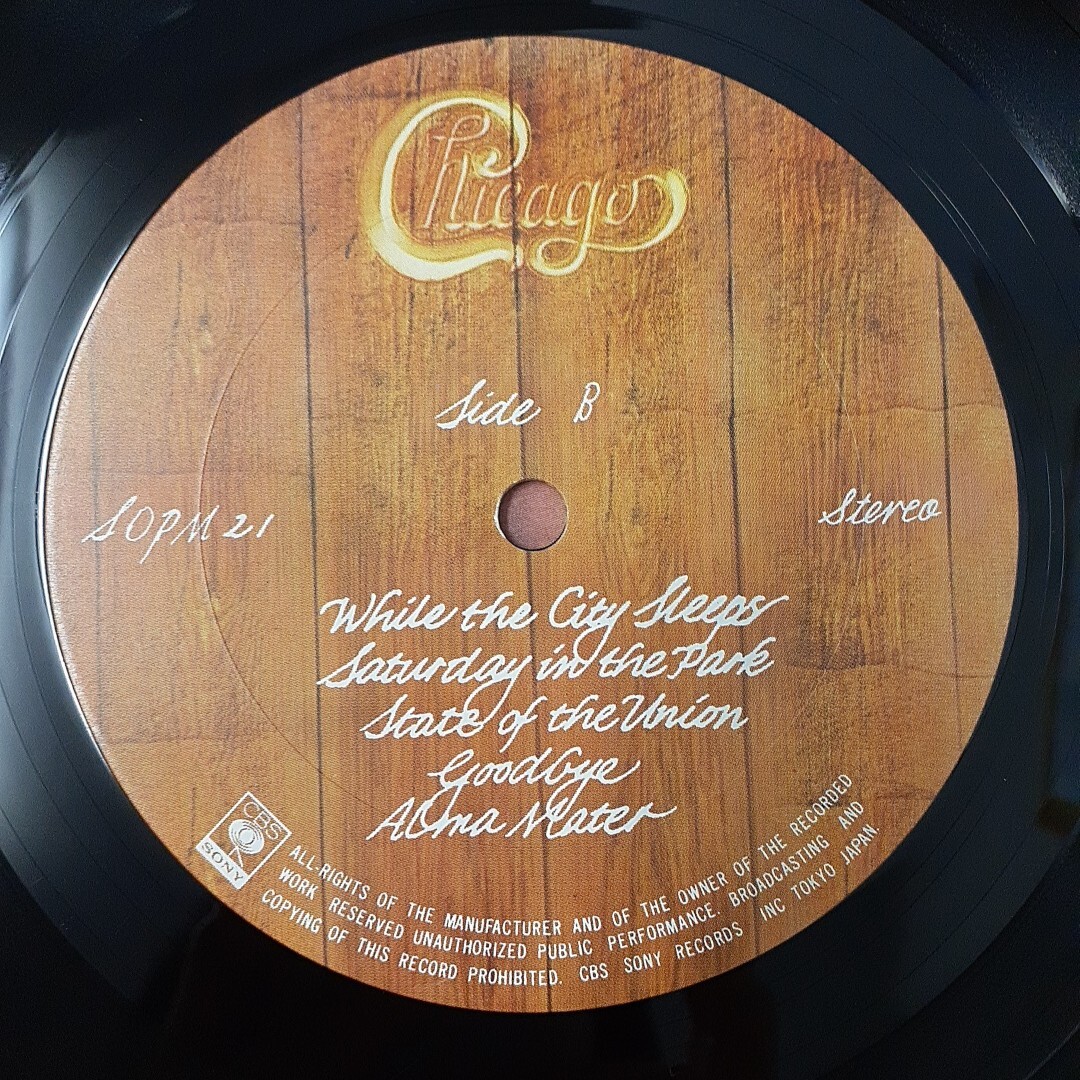 Chicago
Side B
SOPM 21
Stereo
While the City Sleeps
Saturday in the Park
State of the Union
Goodbye
Alma Mater
CBS
SONY
ALL-RIGHTS OF THE MANUFACTURER AND OF THE OWNER OF THE RECORDED
WORK RESERVED UNAUTHORIZED PUBLIC PERFORMANCE. BROADCASTING AND
COPYING OF THIS RECORD PROHIBITED. CBS SONY RECORDS INC TOKYO JAPAN.